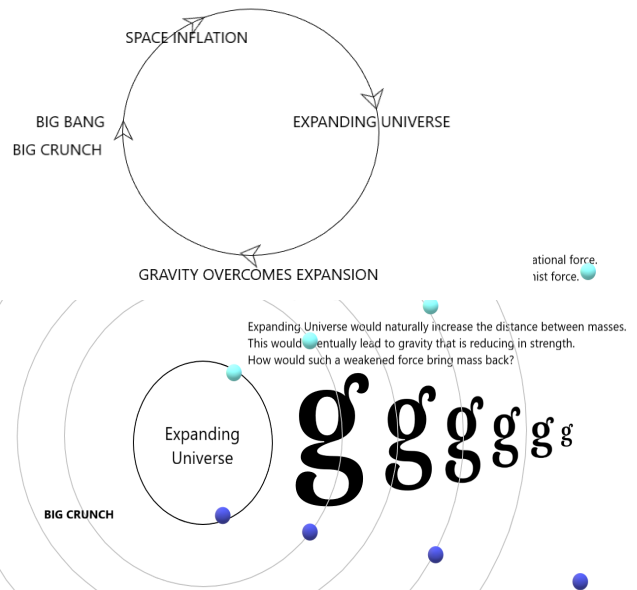 SPACE INFLATION
BIG BANG
EXPANDING UNIVERSE
BIG CRUNCH
GRAVITY OVERCOMES EXPANSION
ational force.
ist force.
Expanding Universe would naturally increase the distance between masses.
This would entually lead to gravity that is reducing in strength.
How would such a weakened force bring mass back?
g g g g g g
Expanding
Universe
BIG CRUNCH